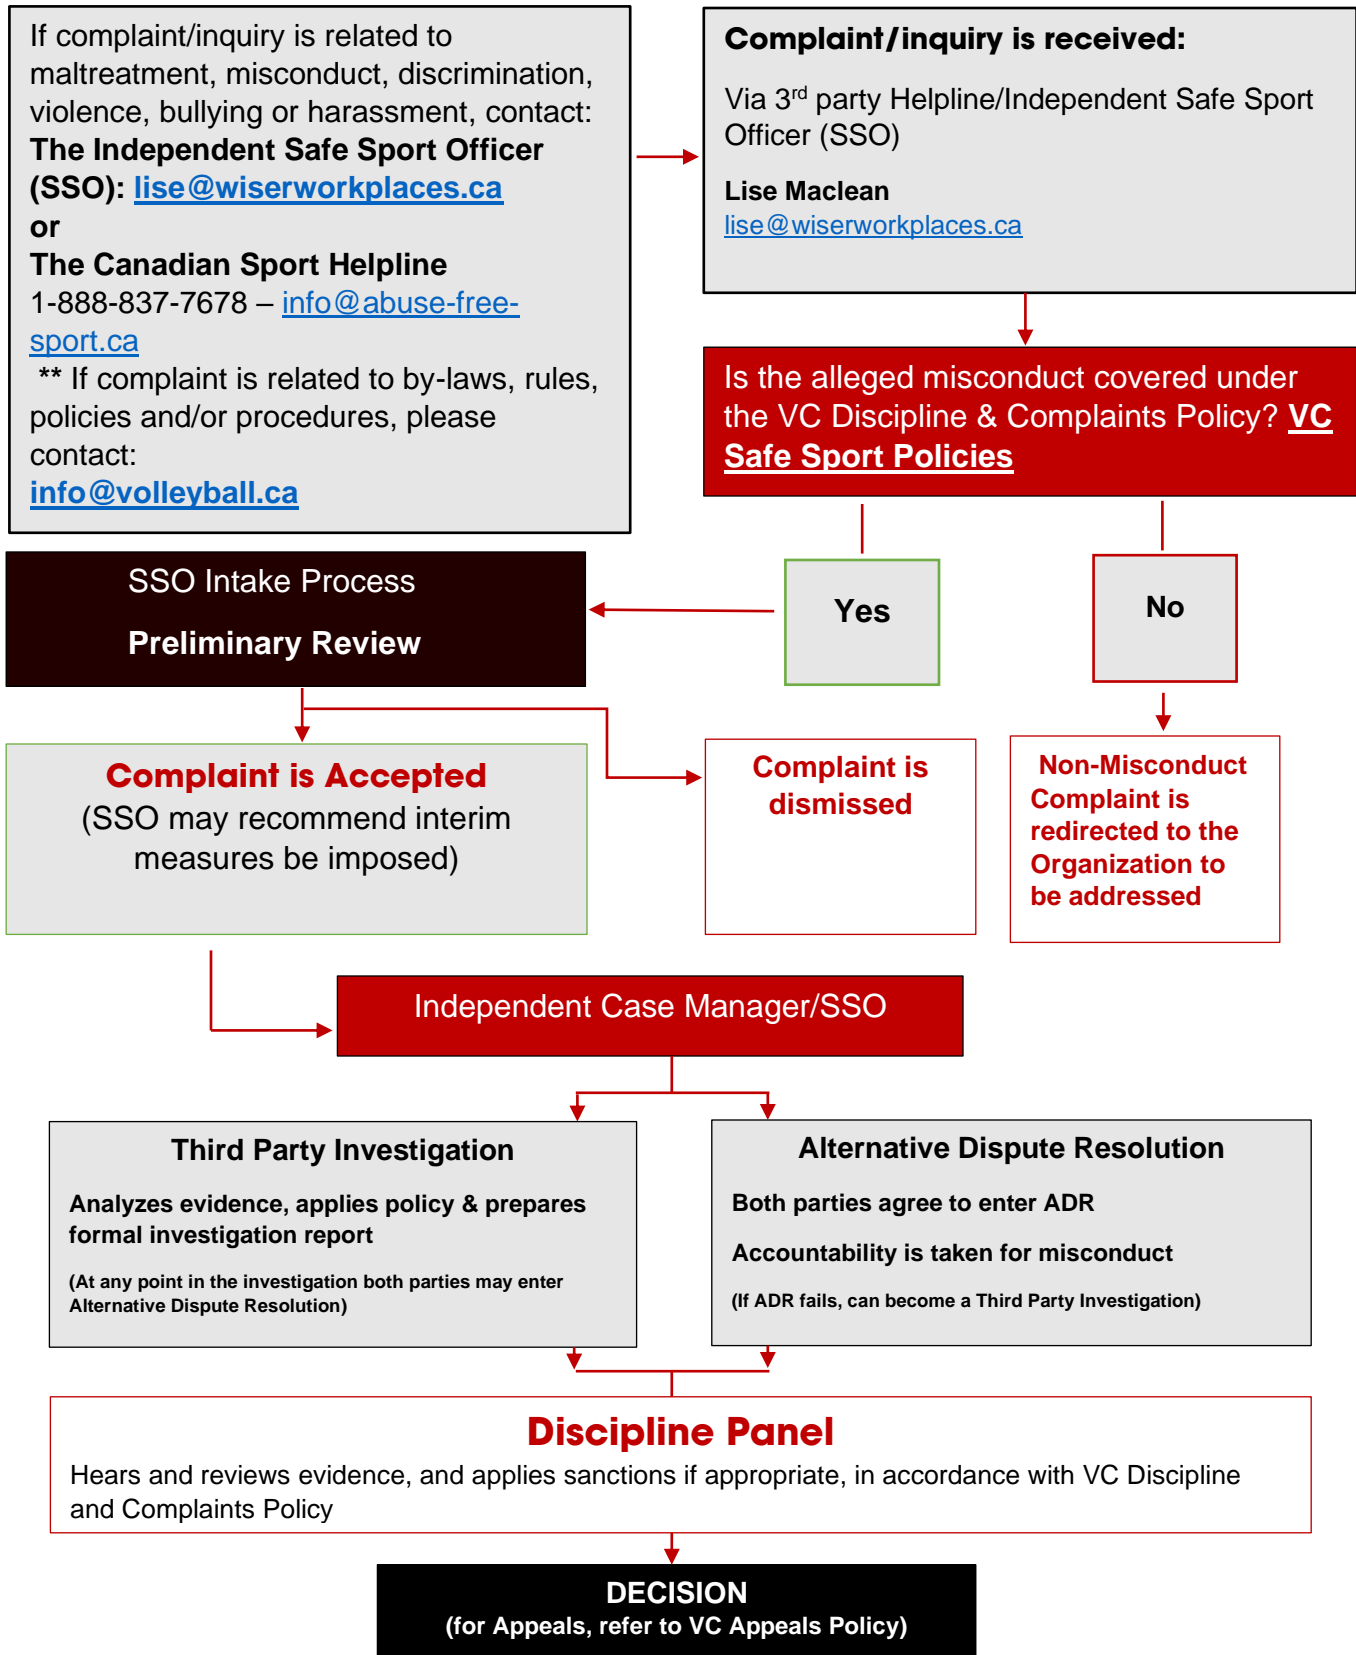 If complaint/inquiry is related to
maltreatment, misconduct, discrimination,
violence, bullying or harassment, contact:
The Independent Safe Sport Officer
(SSO): lise@wiserworkplaces.ca
or
The Canadian Sport Helpline
1-888-837-7678 – info@abuse-free-
sport.ca
** If complaint is related to by-laws, rules,
policies and/or procedures, please
contact:
info@volleyball.ca
Complaint/inquiry is received:
Via 3rd party Helpline/Independent Safe Sport
Officer (SSO)
Lise Maclean
lise@wiserworkplaces.ca
Is the alleged misconduct covered under
the VC Discipline & Complaints Policy? VC
Safe Sport Policies
Yes
No
SSO Intake Process
Preliminary Review
Complaint is Accepted
(SSO may recommend interim
measures be imposed)
Complaint is
dismissed
Non-Misconduct
Complaint is
redirected to the
Organization to
be addressed
Independent Case Manager/SSO
Third Party Investigation
Analyzes evidence, applies policy & prepares
formal investigation report
(At any point in the investigation both parties may enter
Alternative Dispute Resolution)
Alternative Dispute Resolution
Both parties agree to enter ADR
Accountability is taken for misconduct
(If ADR fails, can become a Third Party Investigation)
Discipline Panel
Hears and reviews evidence, and applies sanctions if appropriate, in accordance with VC Discipline
and Complaints Policy
DECISION
(for Appeals, refer to VC Appeals Policy)